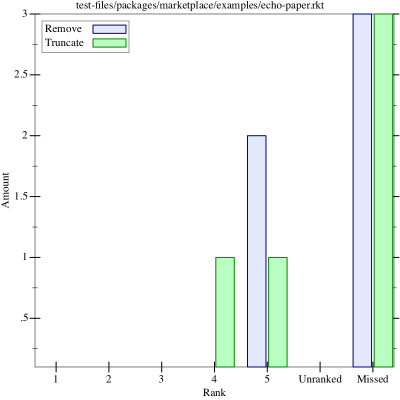 test-files/packages/marketplace/examples/echo-paper.rkt
Remove
Truncate
3
2.5
2
1.5
1
.5
Amount
1 2 3 4 5 Unranked Missed
Rank